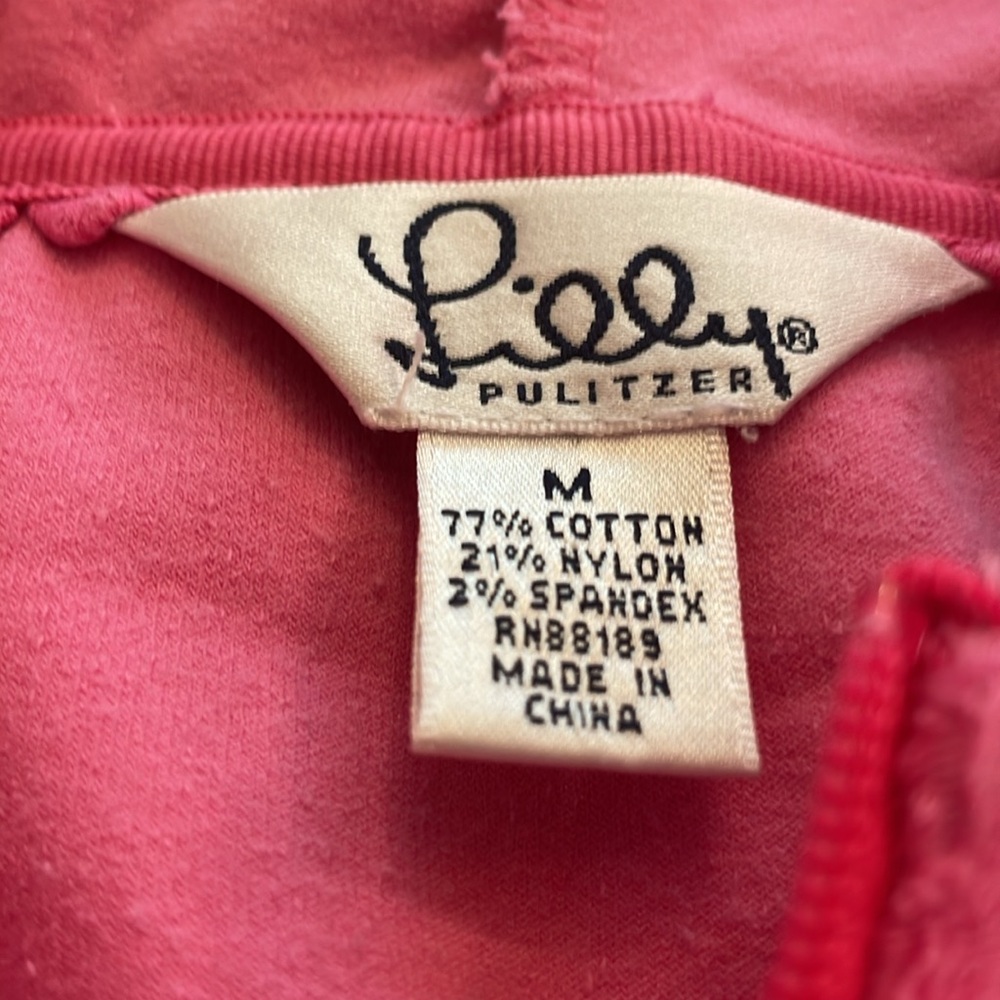 Lilly®
PULITZER
M
77% COTTON
21% NYLON
2% SPANDEX
RN88189
MADE IN
CHINA